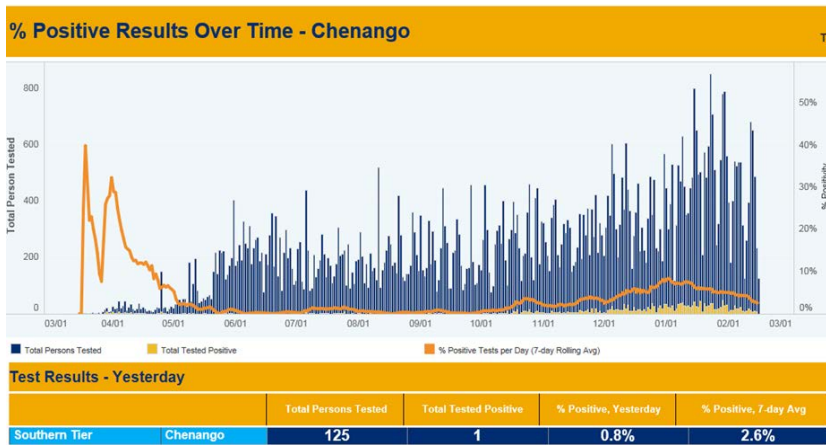 % Positive Results Over Time - Chenango
T
800
600
400
200
0
Total Person Tested
50%
40%
30%
20%
10%
0%
% Positivity
03/01 04/01 05/01 06/01 07/01 08/01 09/01 10/01 11/01 12/01 01/01 02/01 03/01
Total Persons Tested Total Tested Positive % Positive Tests per Day (7-day Rolling Avg)
Test Results - Yesterday
Total Persons Tested Total Tested Positive % Positive, Yesterday % Positive, 7-day Avg
Southern Tier Chenango 125 1 0.8% 2.6%